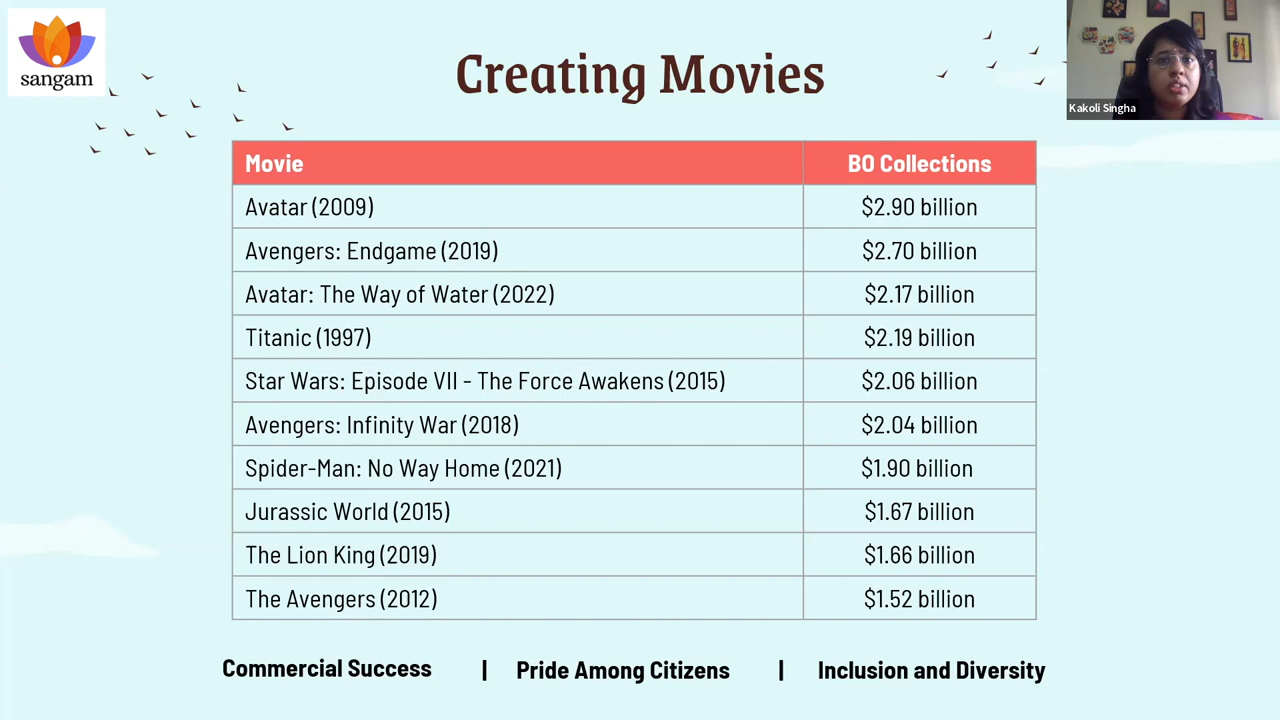 sangam
Creating Movies
Kakoli Singha
Movie BO Collections
Avatar (2009) $2.90 billion
Avengers: Endgame (2019) $2.70 billion
Avatar: The Way of Water (2022) $2.17 billion
Titanic (1997) $2.19 billion
Star Wars: Episode VII - The Force Awakens (2015) $2.06 billion
Avengers: Infinity War (2018) $2.04 billion
Spider-Man: No Way Home (2021) $1.90 billion
Jurassic World (2015) $1.67 billion
The Lion King (2019) $1.66 billion
The Avengers (2012) $1.52 billion
Commercial Success | Pride Among Citizens | Inclusion and Diversity